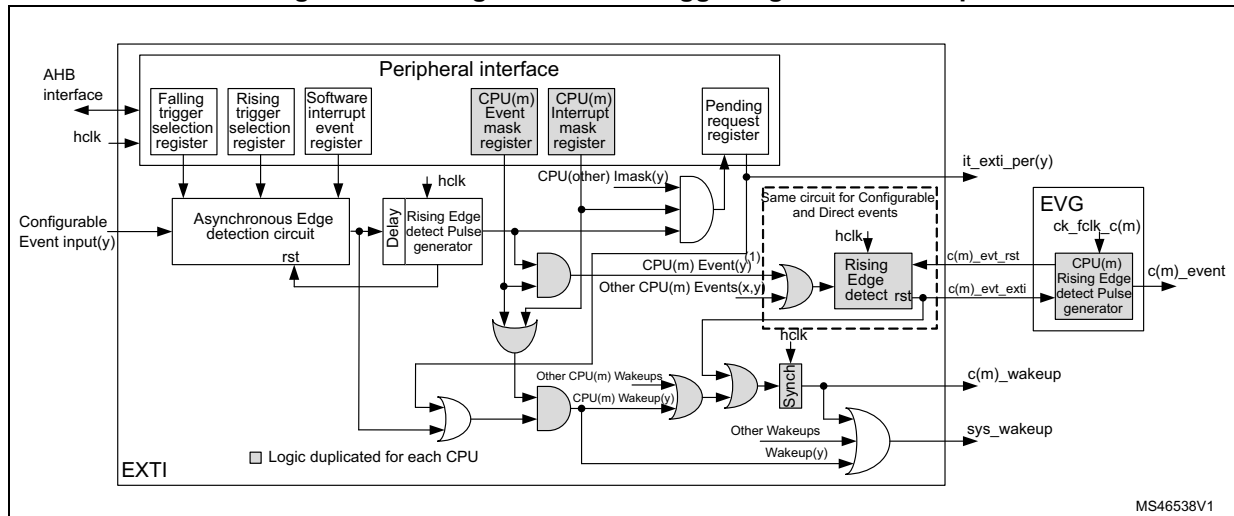 Peripheral interface
AHB
interface
hclk
Falling
trigger
selection
register
Rising
trigger
selection
register
Software
interrupt
event
register
CPU(m)
Event
mask
register
CPU(m)
Interrupt
mask
register
Pending
request
register
it_exti_per(y)
hclk
CPU(other) Imask(y)
Same circuit for Configurable
and Direct events
EVG
ck_fclk_c(m)
Configurable
Event input(y)
Asynchronous Edge
detection circuit
rst
Delay
Rising Edge
detect Pulse
generator
hclk
(1)
CPU(m) Event(y)
Other CPU(m) Events(x,y)
Rising
Edge
detect
rst
c(m)_evt_rst
c(m)_evt_exti
CPU(m)
Rising Edge
detect Pulse
generator
c(m)_event
hclk
Other CPU(m) Wakeups
CPU(m) Wakeup(y)
Synch
c(m)_wakeup
Other Wakeups
Wakeup(y)
sys_wakeup
EXTI
Logic duplicated for each CPU
MS46538V1